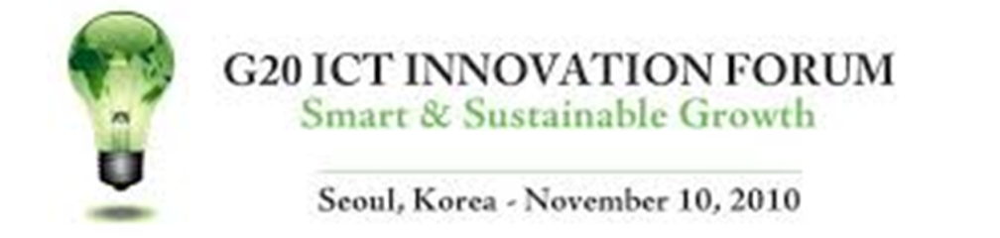 G20 ICT INNOVATION FORUM
Smart & Sustainable Growth
Seoul, Korea - November 10, 2010